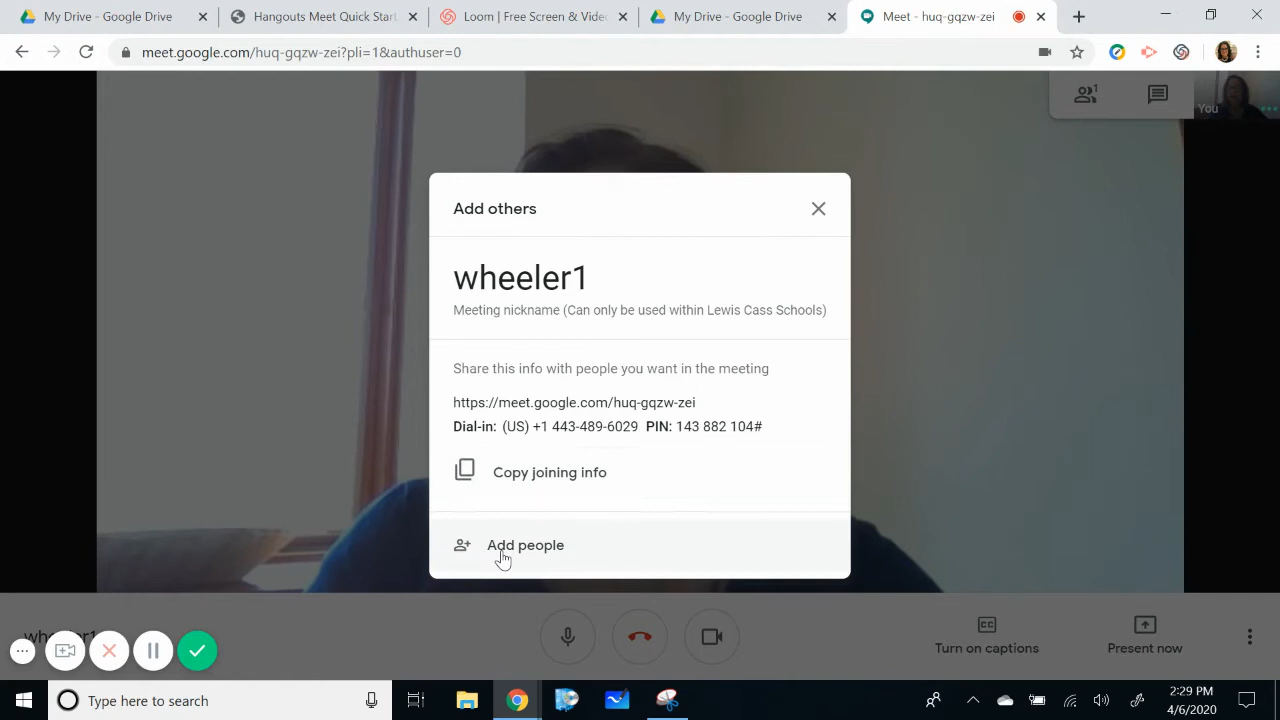 My Drive - Google Drive
Hangouts Meet Quick Start
Loom | Free Screen & Video
My Drive - Google Drive
Meet - huq-gqzw-zei
meet.google.com/huq-gqzw-zei?pli=1&authuser=0
1
You
Add others
wheeler1
Meeting nickname (Can only be used within Lewis Cass Schools)
Share this info with people you want in the meeting
https://meet.google.com/huq-gqzw-zei
Dial-in: (US) +1 443-489-6029 PIN: 143 882 104#
Copy joining info
Add people
wheeler1
CC
Turn on captions
Present now
Type here to search
2:29 PM
4/6/2020